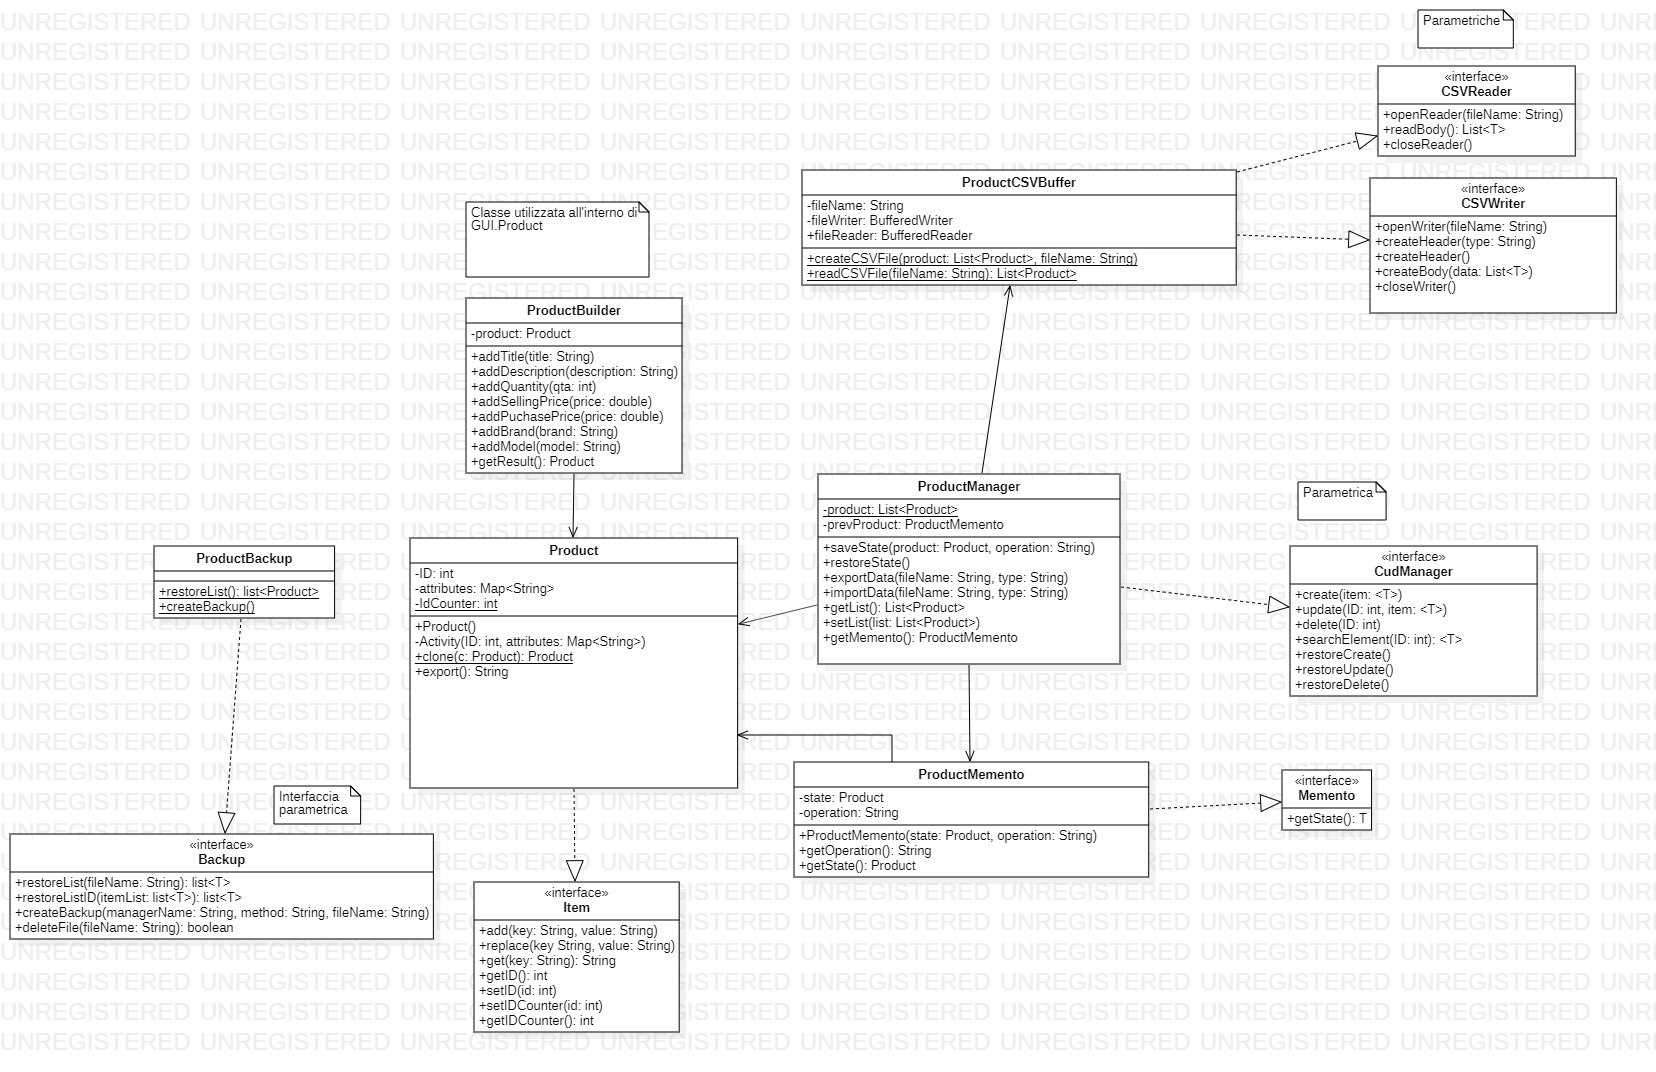 Parametriche
«interface»
CSVReader
+openReader(fileName: String)
+readBody(): List<T>
+closeReader()
«interface»
CSVWriter
+openWriter(fileName: String)
+createHeader(type: String)
+createHeader()
+createBody(data: List<T>)
+closeWriter()
ProductCSVBuffer
-fileName: String
-fileWriter: BufferedWriter
+fileReader: BufferedReader
+createCSVFile(product: List<Product>, fileName: String)
+readCSVFile(fileName: String): List<Product>
Classe utilizzata all'interno di
GUI.Product
ProductBuilder
-product: Product
+addTitle(title: String)
+addDescription(description: String)
+addQuantity(qta: int)
+addSellingPrice(price: double)
+addPuchasePrice(price: double)
+addBrand(brand: String)
+addModel(model: String)
+getResult(): Product
ProductManager
-product: List<Product>
-prevProduct: ProductMemento
+saveState(product: Product, operation: String)
+restoreState()
+exportData(fileName: String, type: String)
+importData(fileName: String, type: String)
+getList(): List<Product>
+setList(list: List<Product>)
+getMemento(): ProductMemento
Parametrica
«interface»
CudManager
+create(item: <T>)
+update(ID: int, item: <T>)
+delete(ID: int)
+searchElement(ID: int): <T>
+restoreCreate()
+restoreUpdate()
+restoreDelete()
ProductBackup
+restoreList(): list<Product>
+createBackup()
Product
-ID: int
-attributes: Map<String>
-IdCounter: int
+Product()
-Activity(ID: int, attributes: Map<String>)
+clone(c: Product): Product
+export(): String
ProductMemento
-state: Product
-operation: String
+ProductMemento(state: Product, operation: String)
+getOperation(): String
+getState(): Product
«interface»
Memento
+getState(): T
Interfaccia
parametrica
«interface»
Backup
+restoreList(fileName: String): list<T>
+restoreListID(itemList: list<T>): list<T>
+createBackup(managerName: String, method: String, fileName: String)
+deleteFile(fileName: String): boolean
«interface»
Item
+add(key: String, value: String)
+replace(key String, value: String)
+get(key: String): String
+getID(): int
+setID(id: int)
+setIDCounter(id: int)
+getIDCounter(): int
UNREGISTERED